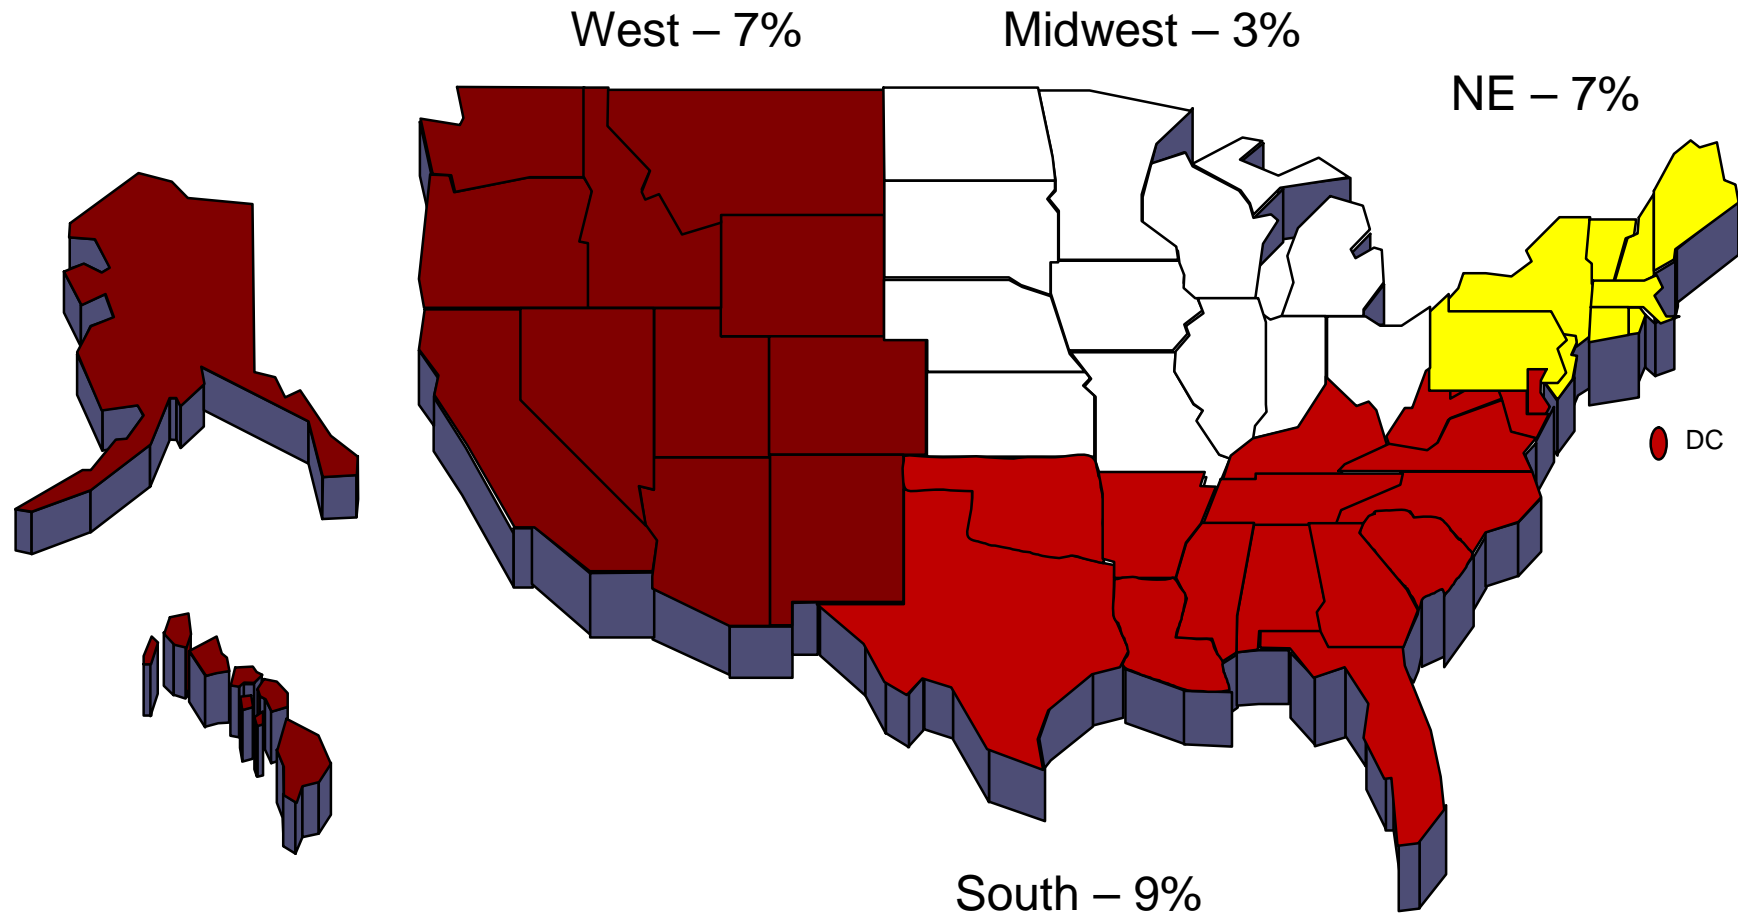 West – 7%
Midwest – 3%
NE – 7%
DC
South – 9%